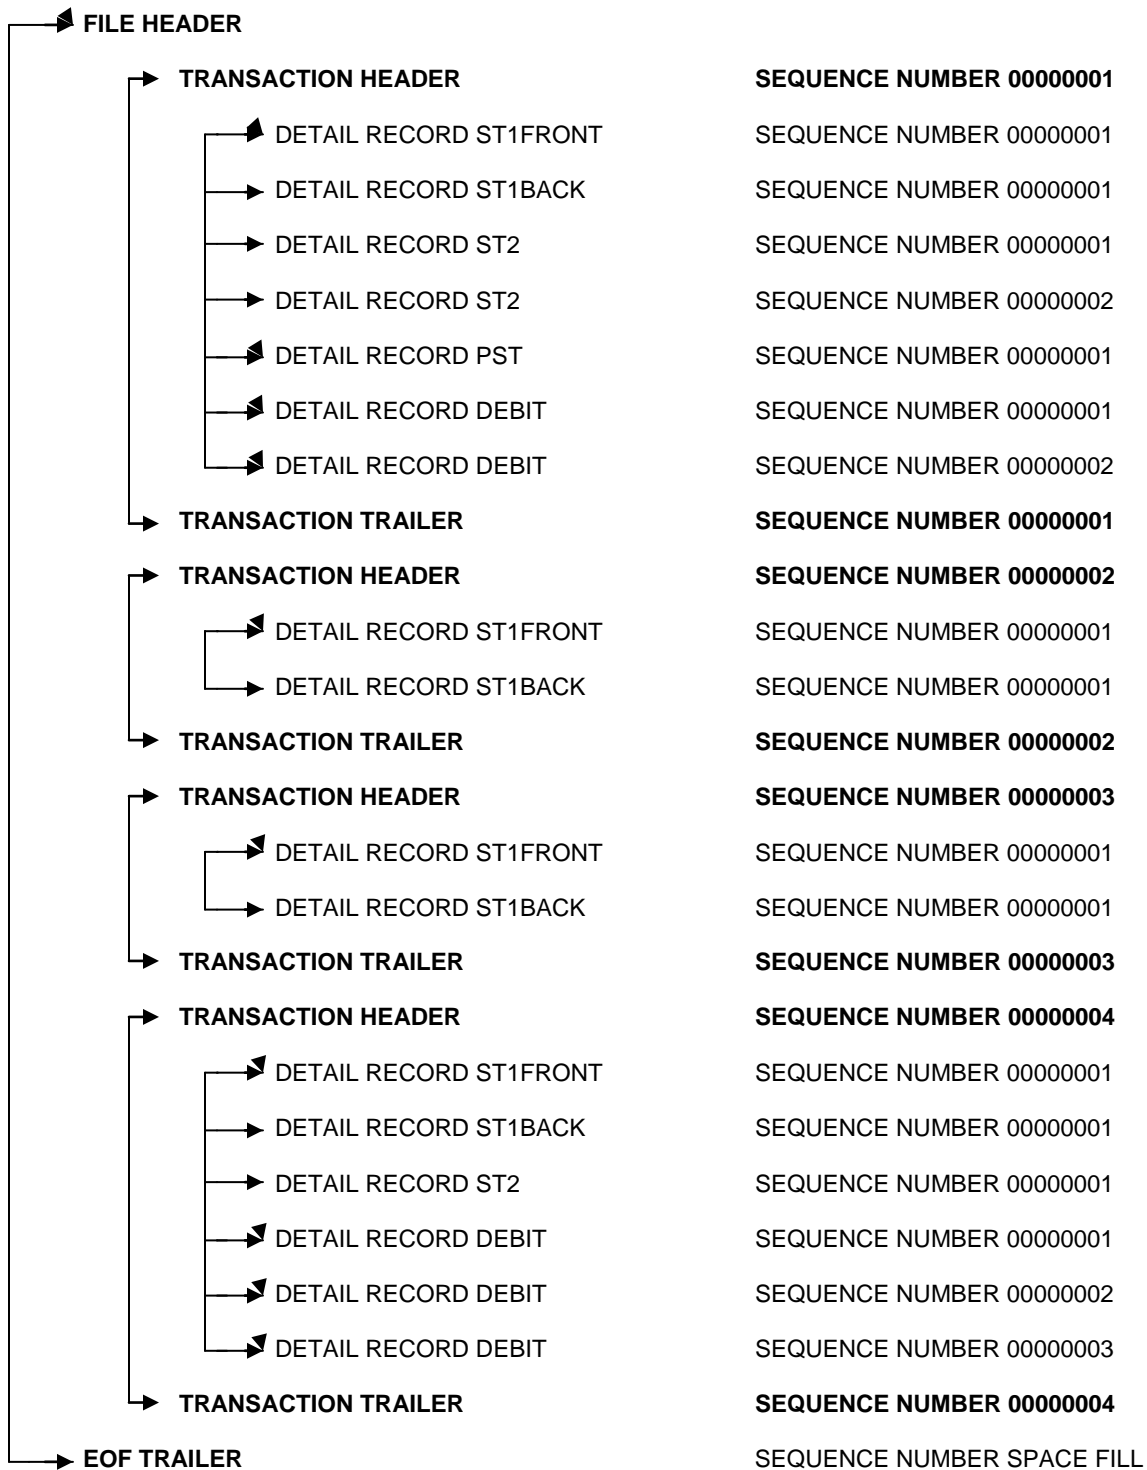 FILE HEADER
TRANSACTION HEADER SEQUENCE NUMBER 00000001
DETAIL RECORD ST1FRONT SEQUENCE NUMBER 00000001
DETAIL RECORD ST1BACK SEQUENCE NUMBER 00000001
DETAIL RECORD ST2 SEQUENCE NUMBER 00000001
DETAIL RECORD ST2 SEQUENCE NUMBER 00000002
DETAIL RECORD PST SEQUENCE NUMBER 00000001
DETAIL RECORD DEBIT SEQUENCE NUMBER 00000001
DETAIL RECORD DEBIT SEQUENCE NUMBER 00000002
TRANSACTION TRAILER SEQUENCE NUMBER 00000001
TRANSACTION HEADER SEQUENCE NUMBER 00000002
DETAIL RECORD ST1FRONT SEQUENCE NUMBER 00000001
DETAIL RECORD ST1BACK SEQUENCE NUMBER 00000001
TRANSACTION TRAILER SEQUENCE NUMBER 00000002
TRANSACTION HEADER SEQUENCE NUMBER 00000003
DETAIL RECORD ST1FRONT SEQUENCE NUMBER 00000001
DETAIL RECORD ST1BACK SEQUENCE NUMBER 00000001
TRANSACTION TRAILER SEQUENCE NUMBER 00000003
TRANSACTION HEADER SEQUENCE NUMBER 00000004
DETAIL RECORD ST1FRONT SEQUENCE NUMBER 00000001
DETAIL RECORD ST1BACK SEQUENCE NUMBER 00000001
DETAIL RECORD ST2 SEQUENCE NUMBER 00000001
DETAIL RECORD DEBIT SEQUENCE NUMBER 00000001
DETAIL RECORD DEBIT SEQUENCE NUMBER 00000002
DETAIL RECORD DEBIT SEQUENCE NUMBER 00000003
TRANSACTION TRAILER SEQUENCE NUMBER 00000004
EOF TRAILER SEQUENCE NUMBER SPACE FILL